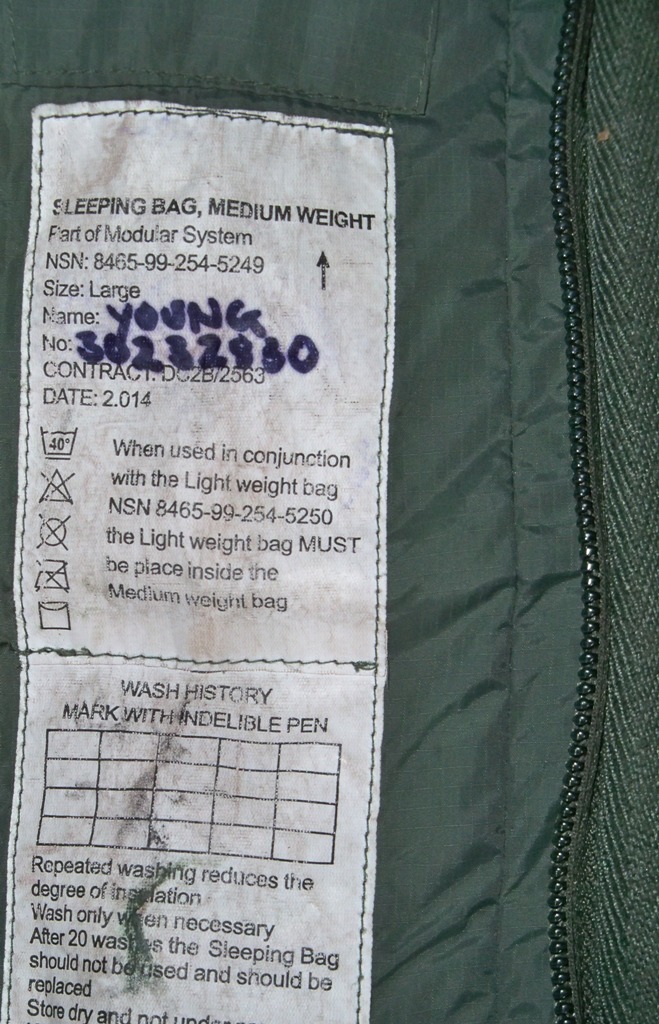 SLEEPING BAG, MEDIUM WEIGHT
Part of Modular System
NSN: 8465-99-254-5249
Size: Large
Name: YOUNG
No: 30232830
CONTRACT: DC2B/2563
DATE: 2.014
40°
When used in conjunction
with the Light weight bag
NSN 8465-99-254-5250
the Light weight bag MUST
be place inside the
Medium weight bag
WASH HISTORY
MARK WITH INDELIBLE PEN
Repeated washing reduces the
degree of insulation
Wash only when necessary
After 20 washes the Sleeping Bag
should not be used and should be
replaced
Store dry and not under